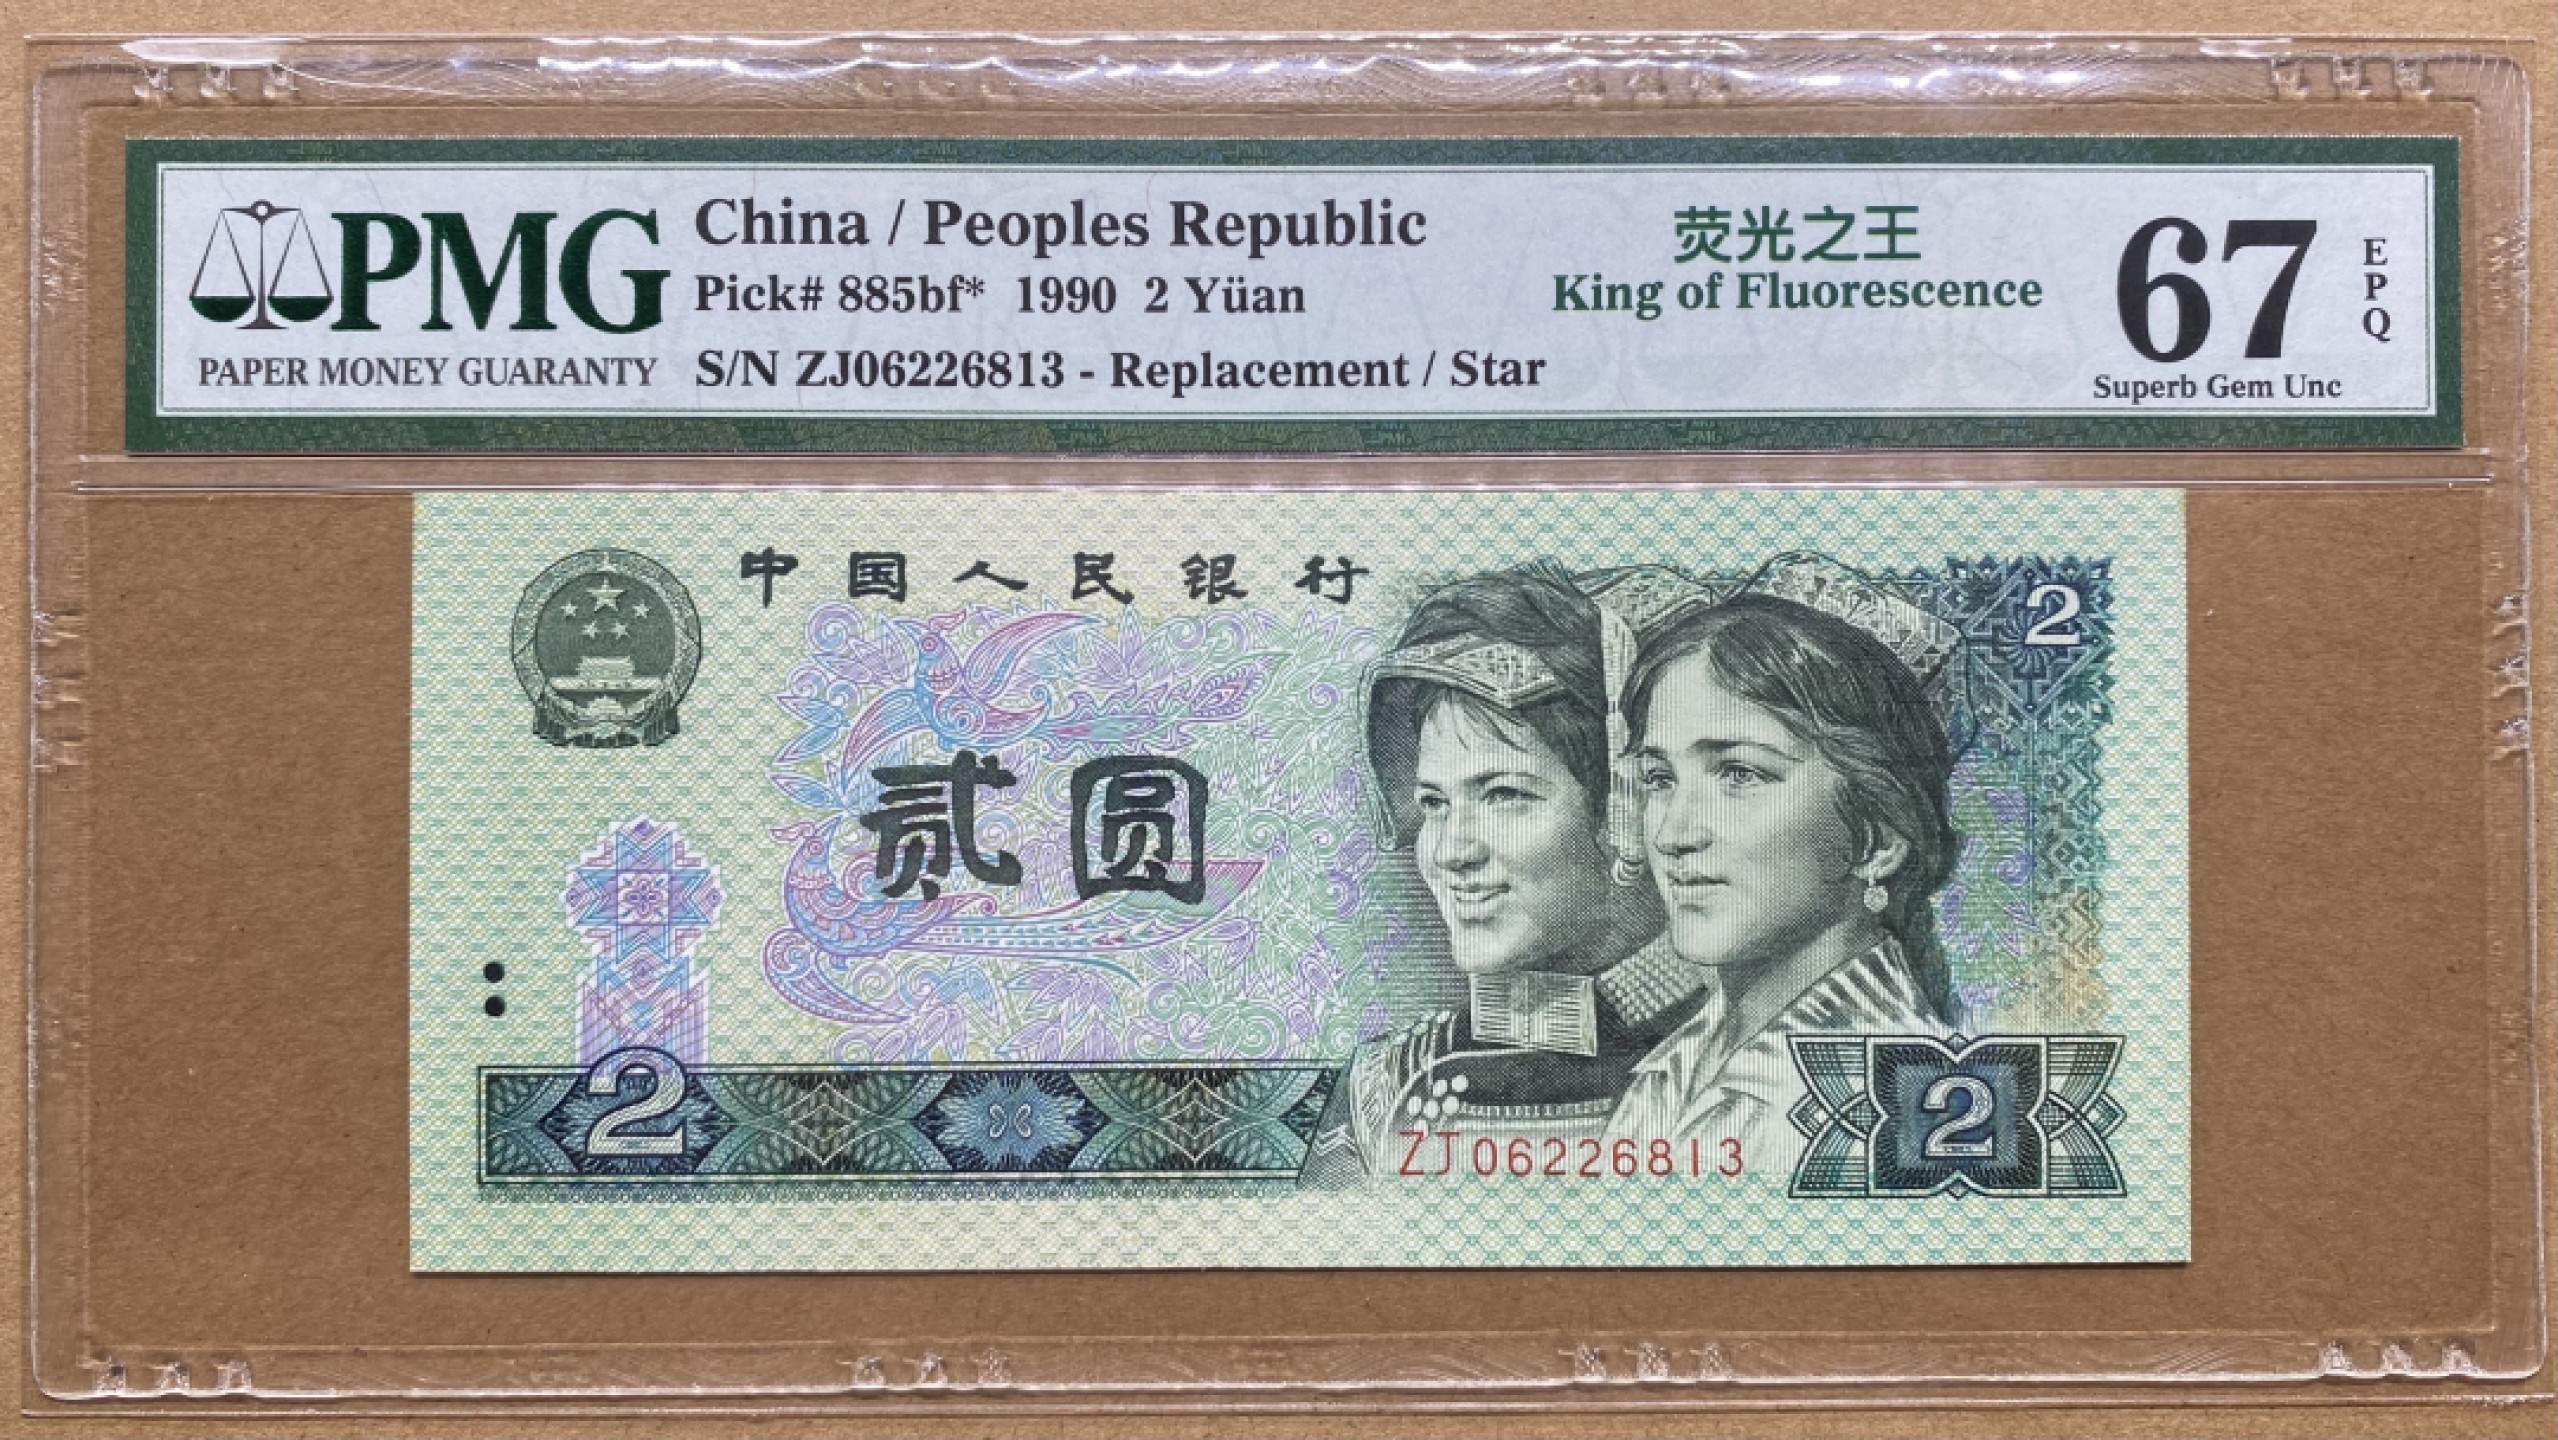 PMG
PAPER MONEY GUARANTY
China / Peoples Republic
Pick# 885bf* 1990 2 Yüan
S/N ZJ06226813 - Replacement / Star
荧光之王
King of Fluorescence
67
EPQ
Superb Gem Unc
中国人民银行
2
贰圆
2
ZJ06226813
2